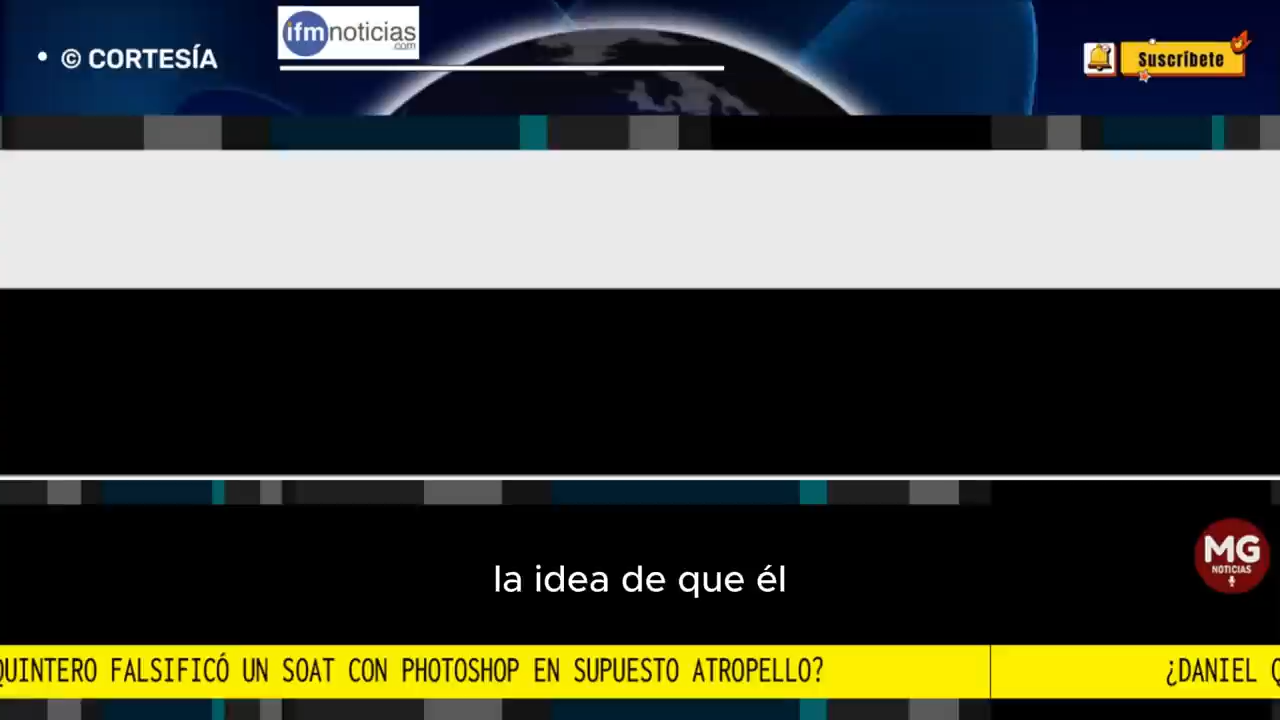 © CORTESÍA
ifmnoticias
.com
Suscríbete
MG
NOTICIAS
la idea de que él
QUINTERO FALSIFICÓ UN SOAT CON PHOTOSHOP EN SUPUESTO ATROPELLO? ¿DANIEL Q